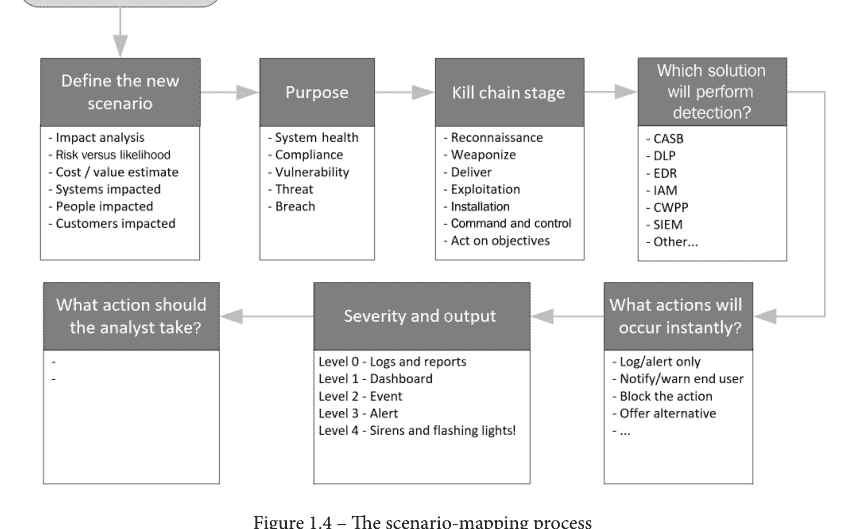 Define the new
scenario
- Impact analysis
- Risk versus likelihood
- Cost / value estimate
- Systems impacted
- People impacted
- Customers impacted
Purpose
- System health
- Compliance
- Vulnerability
- Threat
- Breach
Kill chain stage
- Reconnaissance
- Weaponize
- Deliver
- Exploitation
- Installation
- Command and control
- Act on objectives
Which solution
will perform
detection?
- CASB
- DLP
- EDR
- IAM
- CWPP
- SIEM
- Other...
What actions will
occur instantly?
- Log/alert only
- Notify/warn end user
- Block the action
- Offer alternative
- ...
Severity and output
Level 0 - Logs and reports
Level 1 - Dashboard
Level 2 - Event
Level 3 - Alert
Level 4 - Sirens and flashing lights!
What action should
the analyst take?
-
-
Figure 1.4 – The scenario-mapping process